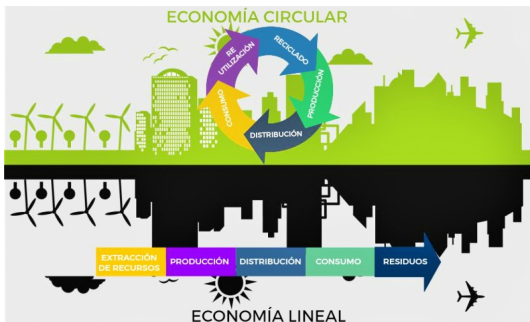 ECONOMÍA CIRCULAR
RE
UTILIZACIÓN
RECICLADO
PRODUCCIÓN
DISTRIBUCIÓN
CONSUMO
EXTRACCIÓN
DE RECURSOS
PRODUCCIÓN
DISTRIBUCIÓN
CONSUMO
RESIDUOS
ECONOMÍA LINEAL